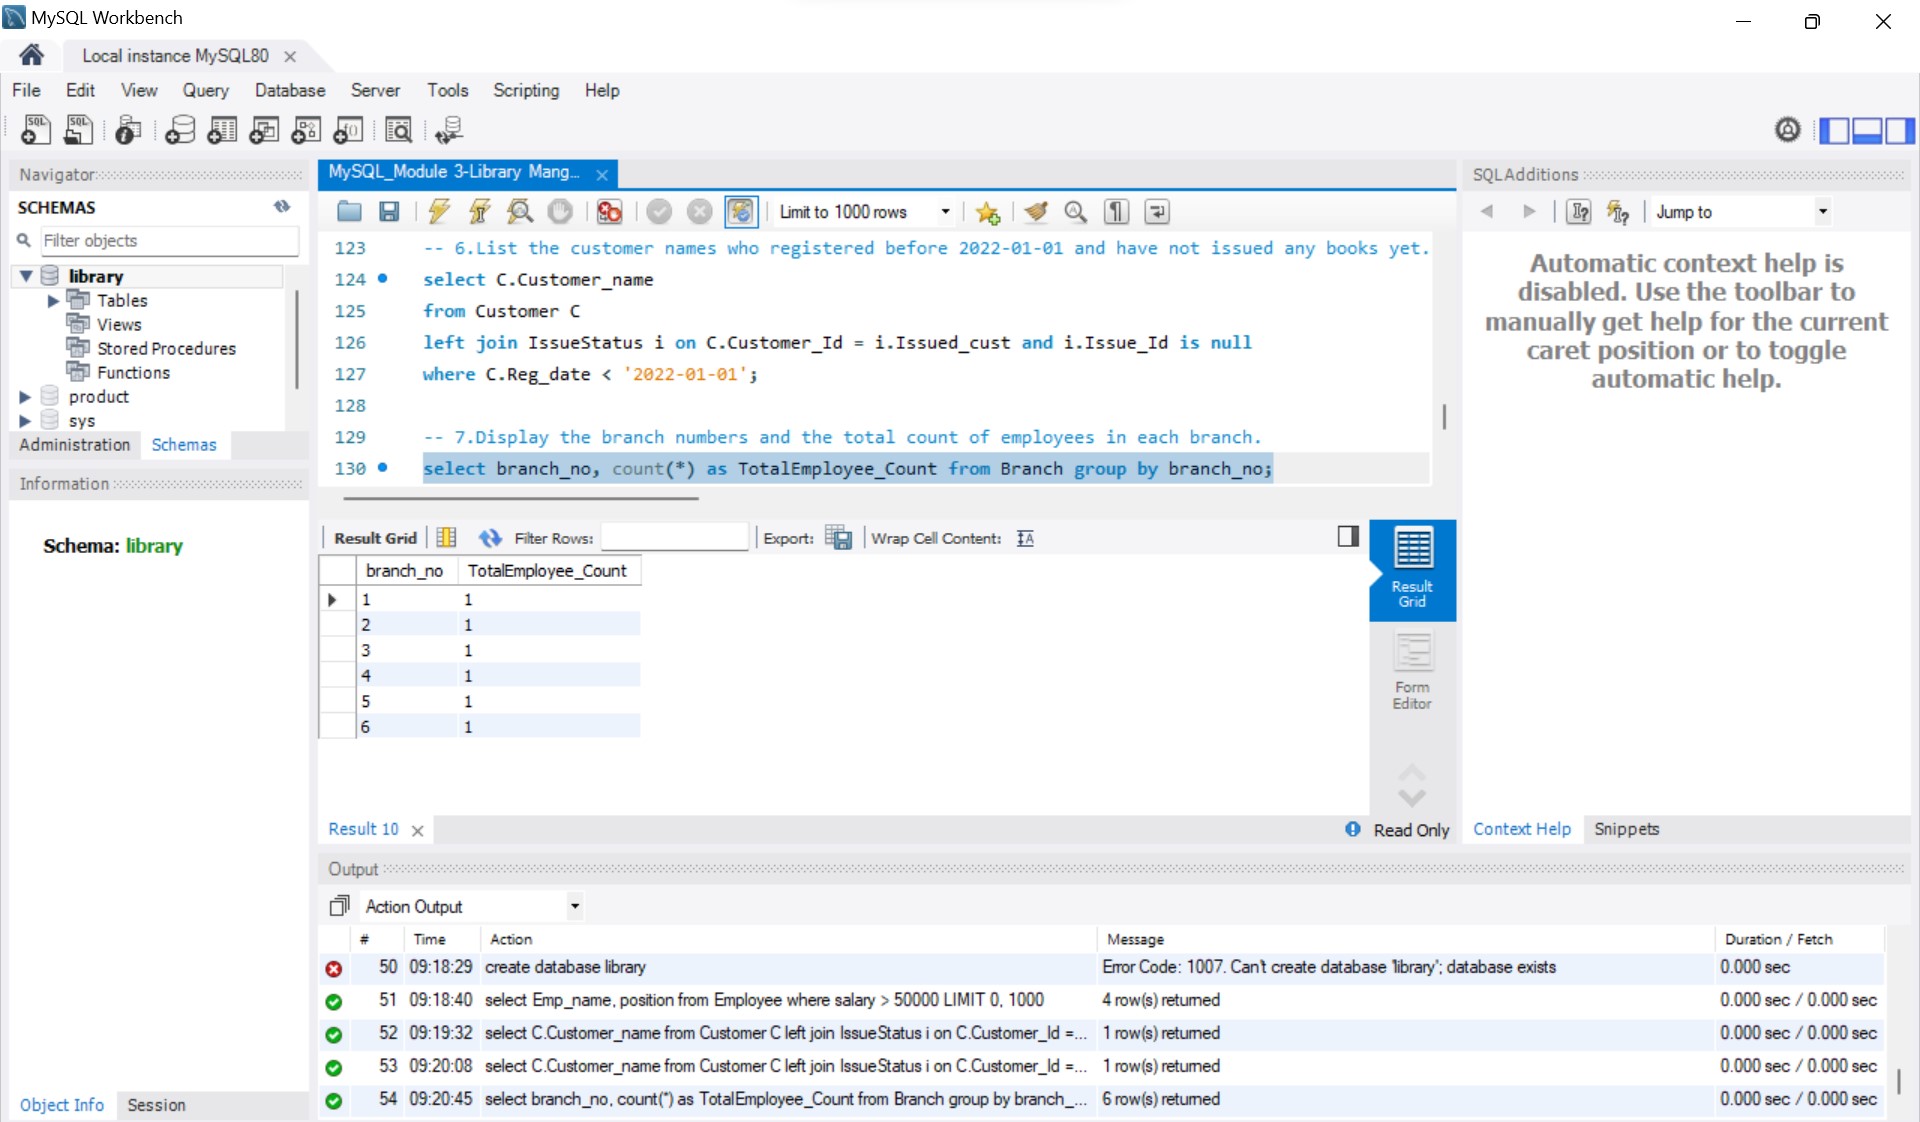 MySQL Workbench
Local instance MySQL80
File Edit View Query Database Server Tools Scripting Help
Navigator
SCHEMAS
Filter objects
library
Tables
Views
Stored Procedures
Functions
product
sys
Administration Schemas
Information
Schema: library
Object Info Session
MySQL_Module 3-Library Mang...
Limit to 1000 rows
123 -- 6.List the customer names who registered before 2022-01-01 and have not issued any books yet.
124 select C.Customer_name
125 from Customer C
126 left join IssueStatus i on C.Customer_Id = i.Issued_cust and i.Issue_Id is null
127 where C.Reg_date < '2022-01-01';
128
129 -- 7.Display the branch numbers and the total count of employees in each branch.
130 select branch_no, count(*) as TotalEmployee_Count from Branch group by branch_no;
Result Grid Filter Rows: Export: Wrap Cell Content:
branch_no TotalEmployee_Count
1 1
2 1
3 1
4 1
5 1
6 1
Result
Grid
Form
Editor
Result 10
Read Only
SQLAdditions
Jump to
Automatic context help is
disabled. Use the toolbar to
manually get help for the current
caret position or to toggle
automatic help.
Context Help Snippets
Output
Action Output
# Time Action Message Duration / Fetch
50 09:18:29 create database library Error Code: 1007. Can't create database 'library'; database exists 0.000 sec
51 09:18:40 select Emp_name, position from Employee where salary > 50000 LIMIT 0, 1000 4 row(s) returned 0.000 sec / 0.000 sec
52 09:19:32 select C.Customer_name from Customer C left join IssueStatus i on C.Customer_Id =... 1 row(s) returned 0.000 sec / 0.000 sec
53 09:20:08 select C.Customer_name from Customer C left join IssueStatus i on C.Customer_Id =... 1 row(s) returned 0.000 sec / 0.000 sec
54 09:20:45 select branch_no, count(*) as TotalEmployee_Count from Branch group by branch_... 6 row(s) returned 0.000 sec / 0.000 sec